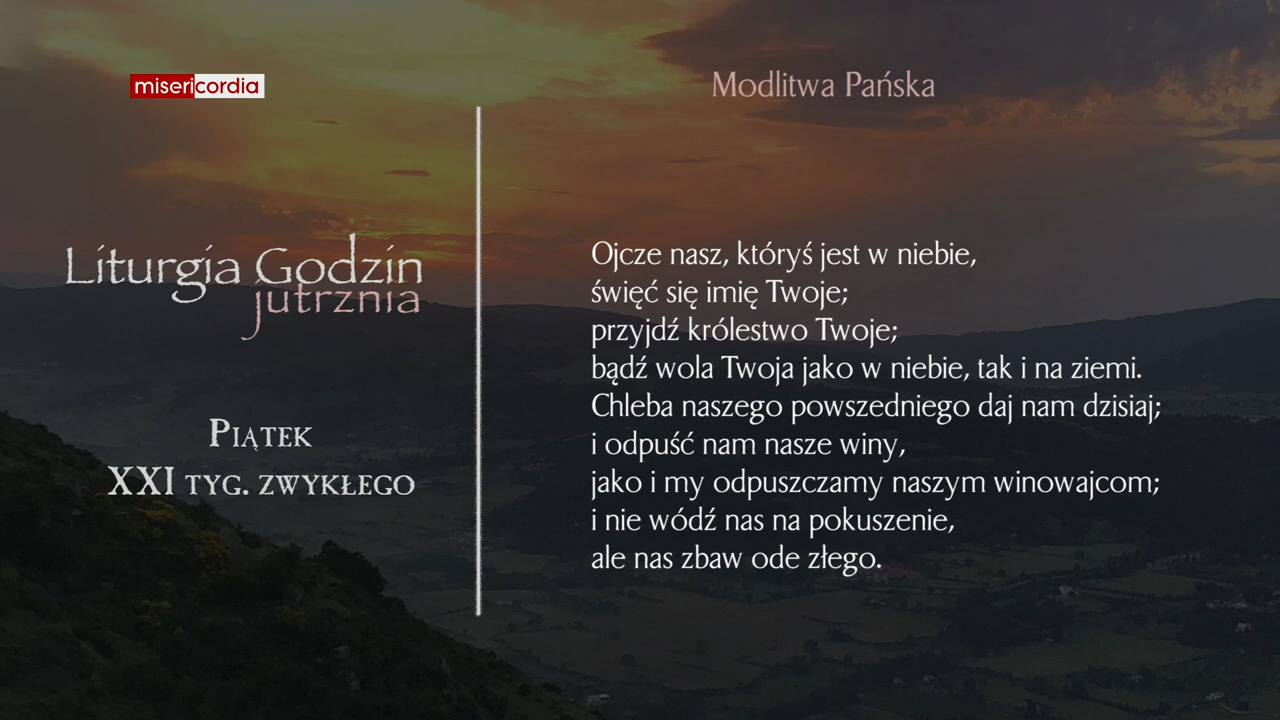 misericordia
Liturgia Godzin
jutrznia
Piątek
XXI tyg. zwykłego
Modlitwa Pańska
Ojcze nasz, któryś jest w niebie,
święć się imię Twoje;
przyjdź królestwo Twoje;
bądź wola Twoja jako w niebie, tak i na ziemi.
Chleba naszego powszedniego daj nam dzisiaj;
i odpuść nam nasze winy,
jako i my odpuszczamy naszym winowajcom;
i nie wódź nas na pokuszenie,
ale nas zbaw ode złego.